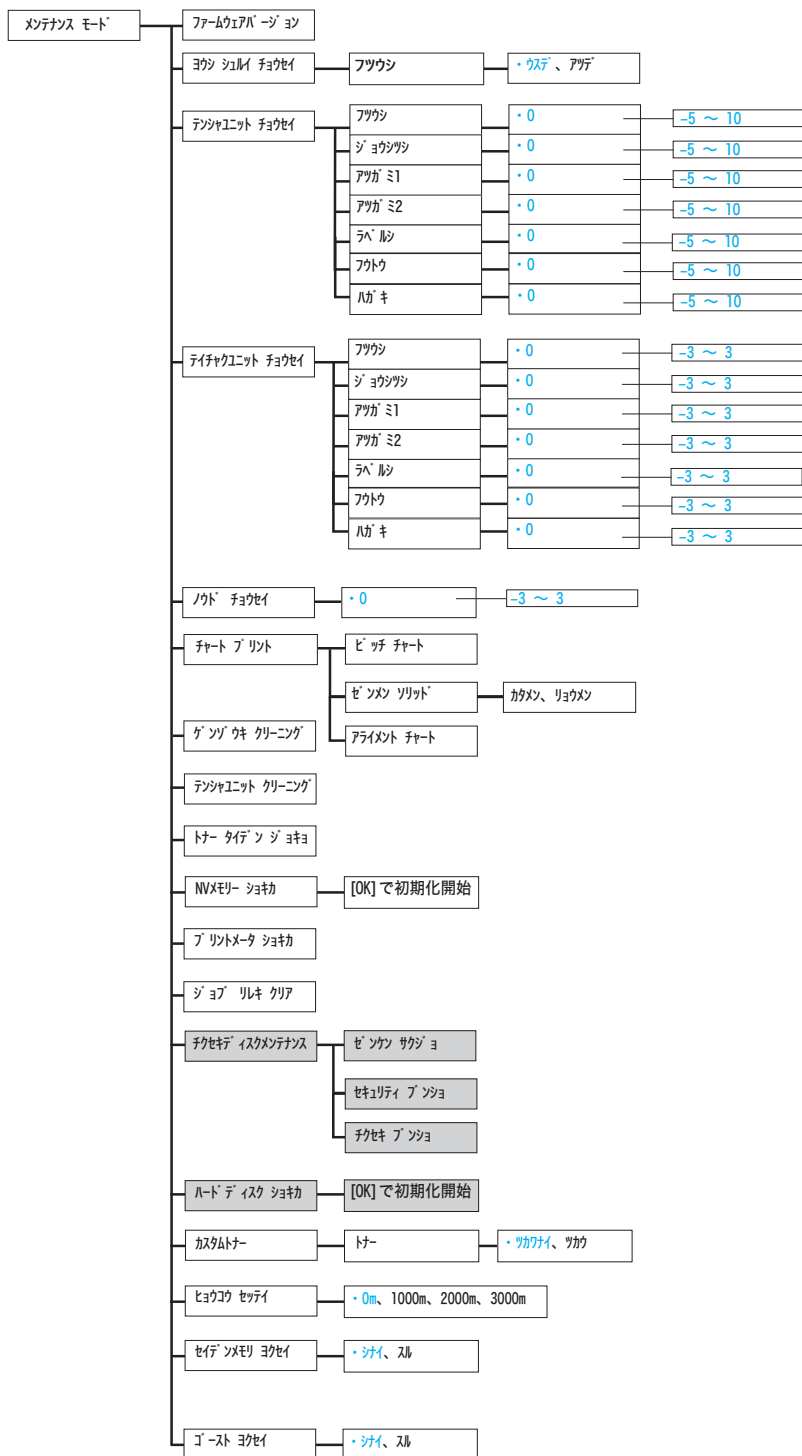 メンテナンス モード
ファームウェアバージョン
ヨウシ シュルイ チョウセイ
フツウシ
・ウスデ、アツデ
テンシャユニット チョウセイ
フツウシ
・0
–5 ～ 10
ジョウシツシ
・0
–5 ～ 10
アツガミ1
・0
–5 ～ 10
アツガミ2
・0
–5 ～ 10
ラベルシ
・0
–5 ～ 10
フウトウ
・0
–5 ～ 10
ハガキ
・0
–5 ～ 10
テイチャクユニット チョウセイ
フツウシ
・0
–3 ～ 3
ジョウシツシ
・0
–3 ～ 3
アツガミ1
・0
–3 ～ 3
アツガミ2
・0
–3 ～ 3
ラベルシ
・0
–3 ～ 3
フウトウ
・0
–3 ～ 3
ハガキ
・0
–3 ～ 3
ノウド チョウセイ
・0
–3 ～ 3
チャート プリント
ピッチ チャート
ゼンメン ソリッド
カタメン、リョウメン
アライメント チャート
ゲンゾウキ クリーニング
テンシャユニット クリーニング
トナー タイデン ジョキョ
NVメモリー ショキカ
[OK]で初期化開始
プリントメータ ショキカ
ジョブ リレキ クリア
チクセキディスクメンテナンス
ゼンケン サクジョ
セキュリティ ブンショ
チクセキ ブンショ
ハードディスク ショキカ
[OK]で初期化開始
カスタムトナー
トナー
・ツカワナイ、ツカウ
ヒョウコウ セッテイ
・0m、1000m、2000m、3000m
セイデンメモリ ヨクセイ
・シナイ、スル
ゴースト ヨクセイ
・シナイ、スル